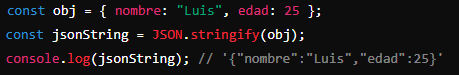 const obj = { nombre: "Luis", edad: 25 };
const jsonString = JSON.stringify(obj);
console.log(jsonString); // '{"nombre":"Luis","edad":25}'